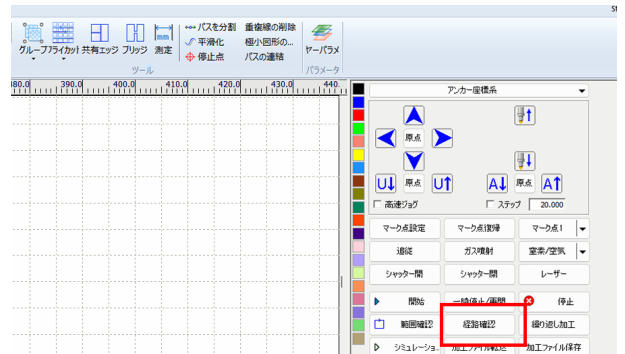 St
パスを分割 重複線の削除
平滑化 極小図形の...
停止点 パスの連結
グループ フライカット 共有エッジ ブリッジ 測定 レーヤーパラメ
ツール パラメータ
380.0 390.0 400.0 410.0 420.0 430.0 440.
アンカー座標系
原点
U↓ 原点 U↑ A↓ 原点 A↑
高速ジョグ ステップ 20.000
マーク点設定 マーク点復帰 マーク点1
追従 ガス噴射 窒素/空気
シャッター開 シャッター閉 レーザー
開始 一時停止/再開 停止
範囲確認 経路確認 繰り返し加工
シミュレーショ.. 加工ファイル転送 加工ファイル保存